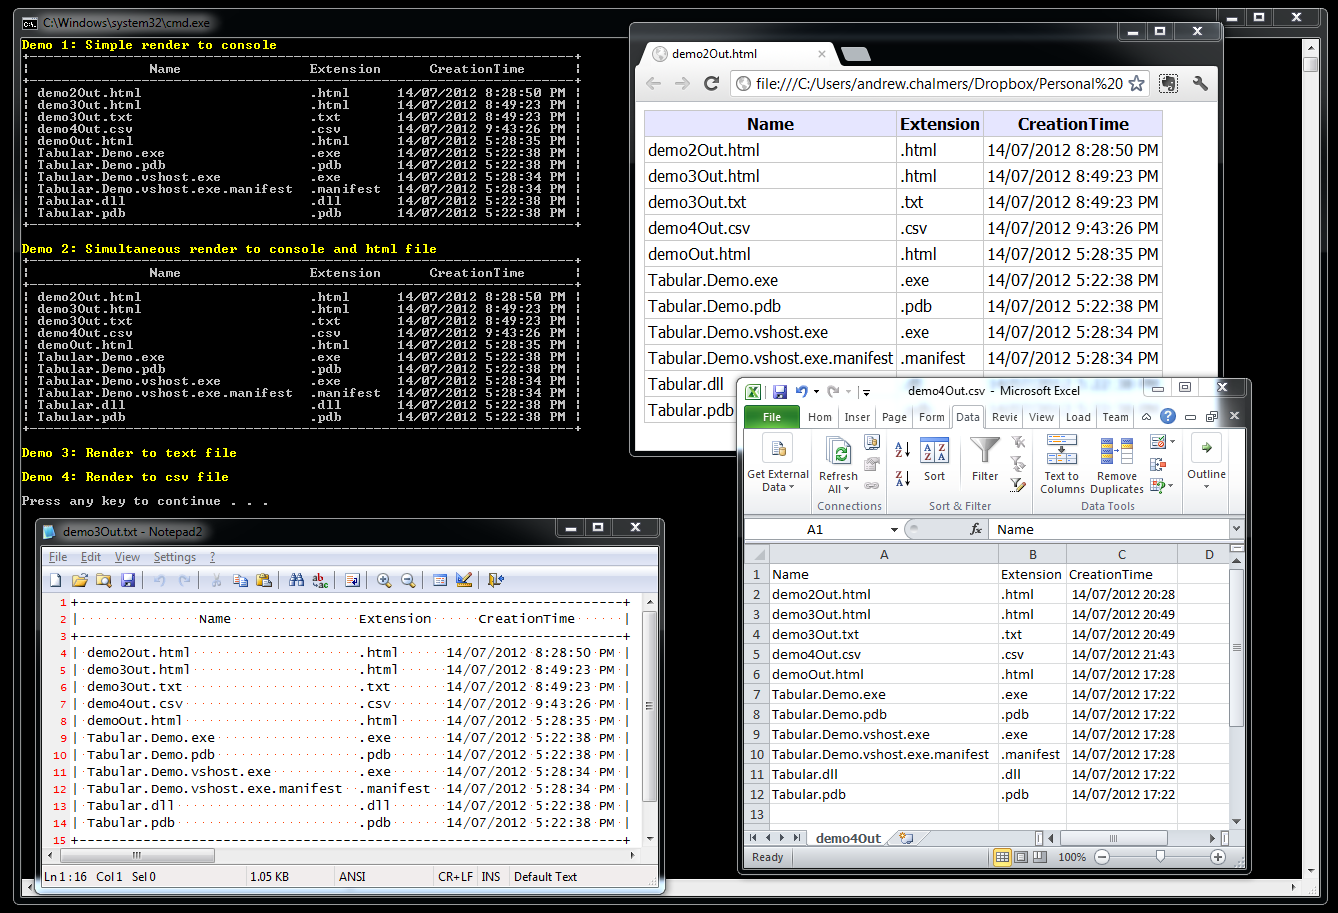 C:\Windows\system32\cmd.exe
Demo 1: Simple render to console
Name Extension CreationTime
demo2Out.html .html 14/07/2012 8:28:50 PM
demo3Out.html .html 14/07/2012 8:49:23 PM
demo3Out.txt .txt 14/07/2012 8:49:23 PM
demo4Out.csv .csv 14/07/2012 9:43:26 PM
demoOut.html .html 14/07/2012 5:28:35 PM
Tabular.Demo.exe .exe 14/07/2012 5:22:38 PM
Tabular.Demo.pdb .pdb 14/07/2012 5:22:38 PM
Tabular.Demo.vshost.exe .exe 14/07/2012 5:28:34 PM
Tabular.Demo.vshost.exe.manifest .manifest 14/07/2012 5:28:34 PM
Tabular.dll .dll 14/07/2012 5:22:38 PM
Tabular.pdb .pdb 14/07/2012 5:22:38 PM
Demo 2: Simultaneous render to console and html file
Name Extension CreationTime
demo2Out.html .html 14/07/2012 8:28:50 PM
demo3Out.html .html 14/07/2012 8:49:23 PM
demo3Out.txt .txt 14/07/2012 8:49:23 PM
demo4Out.csv .csv 14/07/2012 9:43:26 PM
demoOut.html .html 14/07/2012 5:28:35 PM
Tabular.Demo.exe .exe 14/07/2012 5:22:38 PM
Tabular.Demo.pdb .pdb 14/07/2012 5:22:38 PM
Tabular.Demo.vshost.exe .exe 14/07/2012 5:28:34 PM
Tabular.Demo.vshost.exe.manifest .manifest 14/07/2012 5:28:34 PM
Tabular.dll .dll 14/07/2012 5:22:38 PM
Tabular.pdb .pdb 14/07/2012 5:22:38 PM
Demo 3: Render to text file
Demo 4: Render to csv file
Press any key to continue . . .
demo2Out.html
file:///C:/Users/andrew.chalmers/Dropbox/Personal%20
Name Extension CreationTime
demo2Out.html .html 14/07/2012 8:28:50 PM
demo3Out.html .html 14/07/2012 8:49:23 PM
demo3Out.txt .txt 14/07/2012 8:49:23 PM
demo4Out.csv .csv 14/07/2012 9:43:26 PM
demoOut.html .html 14/07/2012 5:28:35 PM
Tabular.Demo.exe .exe 14/07/2012 5:22:38 PM
Tabular.Demo.pdb .pdb 14/07/2012 5:22:38 PM
Tabular.Demo.vshost.exe .exe 14/07/2012 5:28:34 PM
Tabular.Demo.vshost.exe.manifest .manifest 14/07/2012 5:28:34 PM
Tabular.dll
Tabular.pdb
demo3Out.txt - Notepad2
File Edit View Settings ?
1
2 | Name Extension CreationTime |
3
4 | demo2Out.html .html 14/07/2012 8:28:50 PM |
5 | demo3Out.html .html 14/07/2012 8:49:23 PM |
6 | demo3Out.txt .txt 14/07/2012 8:49:23 PM |
7 | demo4Out.csv .csv 14/07/2012 9:43:26 PM |
8 | demoOut.html .html 14/07/2012 5:28:35 PM |
9 | Tabular.Demo.exe .exe 14/07/2012 5:22:38 PM |
10 | Tabular.Demo.pdb .pdb 14/07/2012 5:22:38 PM |
11 | Tabular.Demo.vshost.exe .exe 14/07/2012 5:28:34 PM |
12 | Tabular.Demo.vshost.exe.manifest .manifest 14/07/2012 5:28:34 PM |
13 | Tabular.dll .dll 14/07/2012 5:22:38 PM |
14 | Tabular.pdb .pdb 14/07/2012 5:22:38 PM |
15
Ln 1 : 16 Col 1 Sel 0 1.05 KB ANSI CR+LF INS Default Text
demo4Out.csv - Microsoft Excel
File Hom Inser Page Form Data Revie View Load Team
Get External Data
Refresh All
Connections
Sort
Filter
Sort & Filter
Text to Columns
Remove Duplicates
Data Tools
Outline
A1 fx Name
A B C D
1 Name Extension CreationTime
2 demo2Out.html .html 14/07/2012 20:28
3 demo3Out.html .html 14/07/2012 20:49
4 demo3Out.txt .txt 14/07/2012 20:49
5 demo4Out.csv .csv 14/07/2012 21:43
6 demoOut.html .html 14/07/2012 17:28
7 Tabular.Demo.exe .exe 14/07/2012 17:22
8 Tabular.Demo.pdb .pdb 14/07/2012 17:22
9 Tabular.Demo.vshost.exe .exe 14/07/2012 17:28
10 Tabular.Demo.vshost.exe.manifest .manifest 14/07/2012 17:28
11 Tabular.dll .dll 14/07/2012 17:22
12 Tabular.pdb .pdb 14/07/2012 17:22
13
demo4Out
Ready 100%